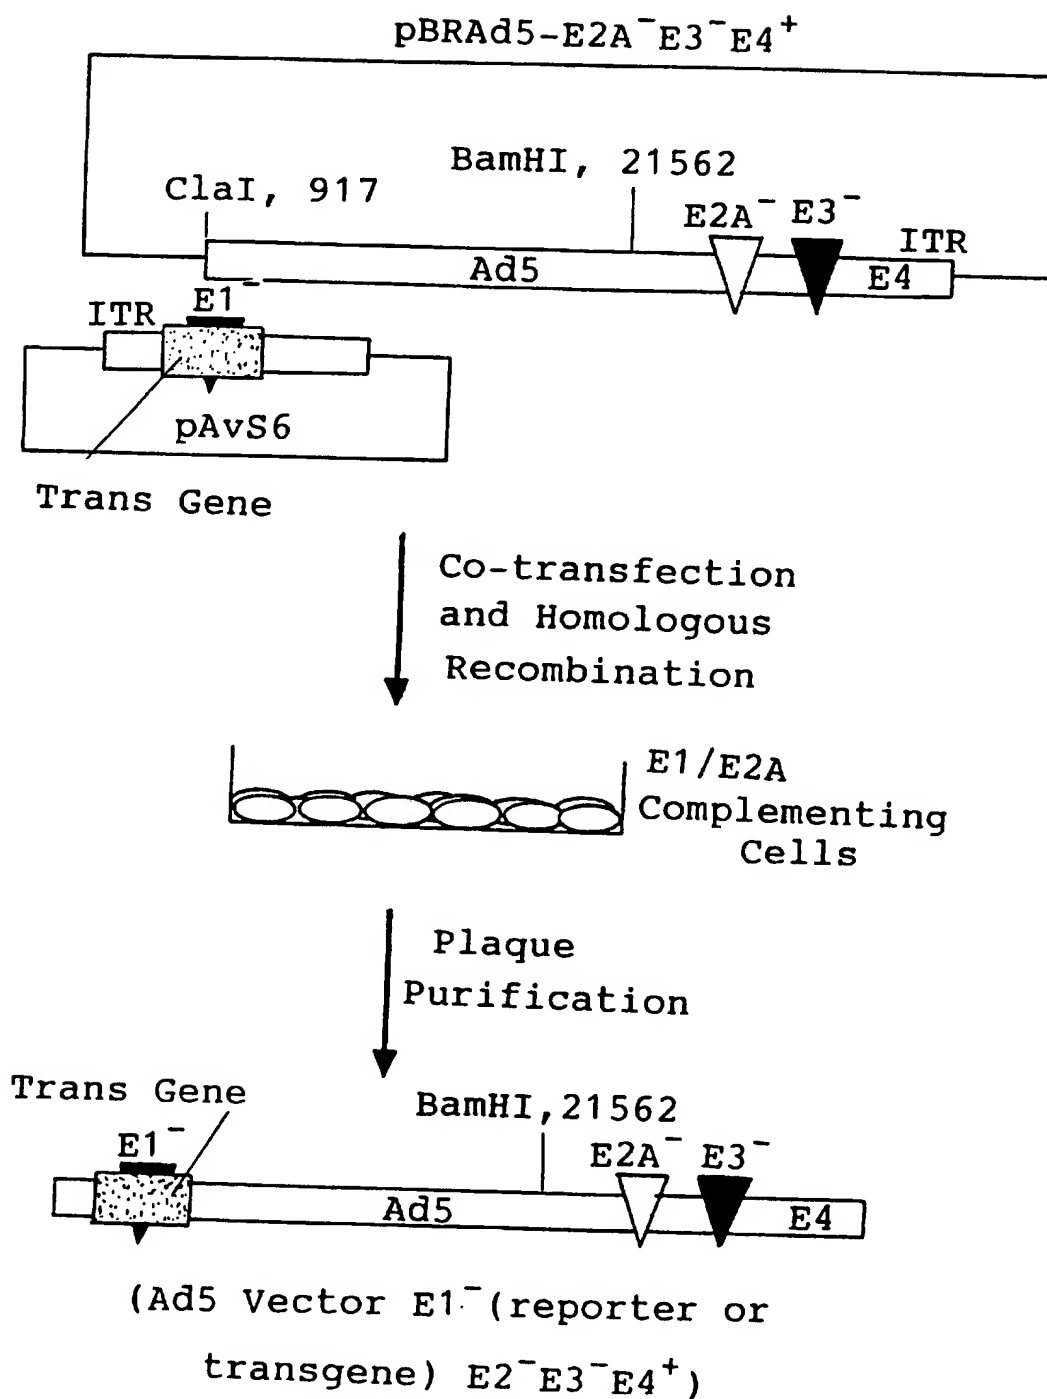 pBRAd5-E2A⁻E3⁻E4⁺
BamHI, 21562
ClaI, 917
E2A⁻ E3⁻
ITR
Ad5
E4
E1⁻
ITR
pAvS6
Trans Gene
Co-transfection
and Homologous
Recombination
E1/E2A
Complementing
Cells
Plaque
Purification
Trans Gene
BamHI,21562
E1⁻
E2A⁻ E3⁻
Ad5
E4
(Ad5 Vector E1⁻(reporter or
transgene) E2⁻E3⁻E4⁺)